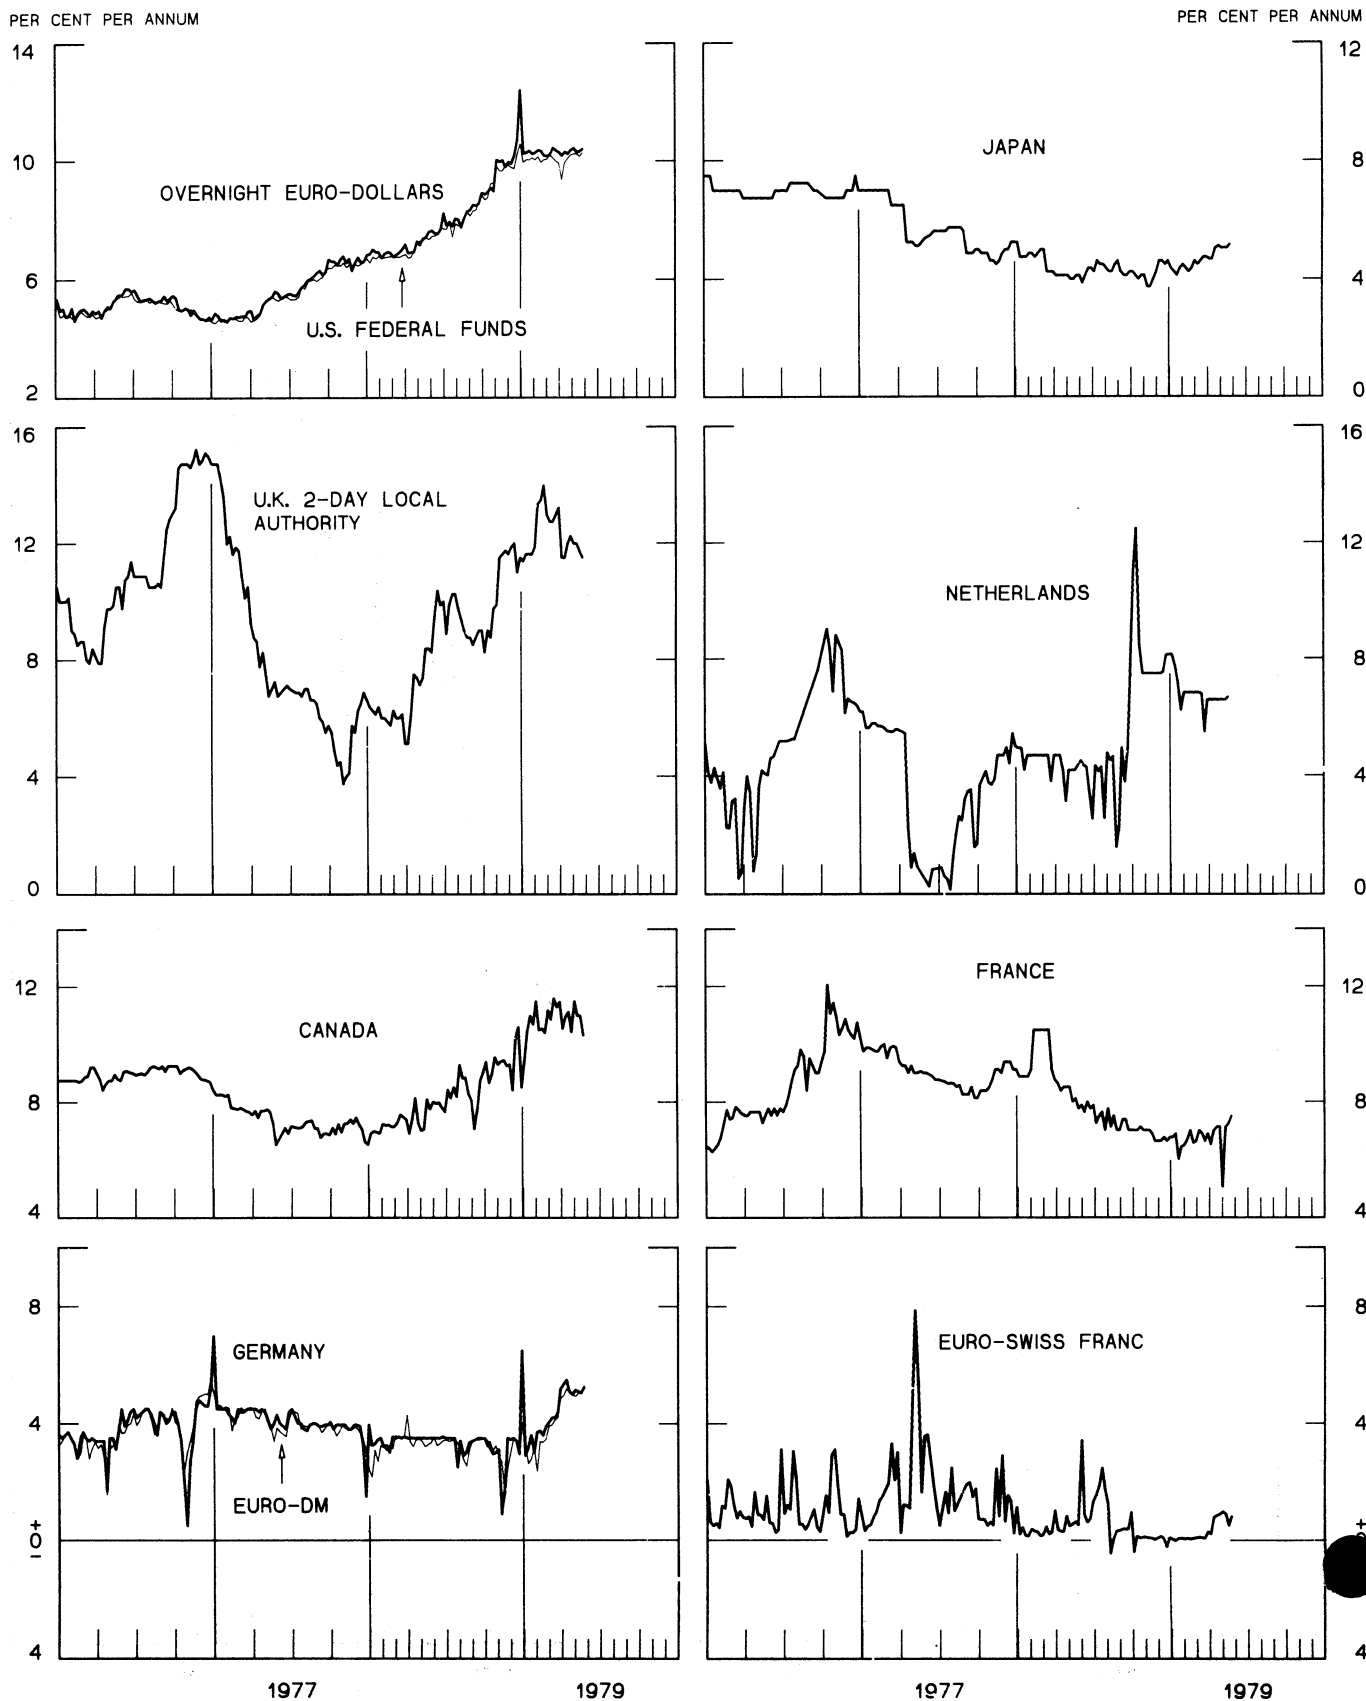 PER CENT PER ANNUM
PER CENT PER ANNUM
14
10
6
2
OVERNIGHT EURO-DOLLARS
U.S. FEDERAL FUNDS
12
8
4
0
JAPAN
16
12
8
4
0
U.K. 2-DAY LOCAL
AUTHORITY
16
12
8
4
0
NETHERLANDS
12
8
4
CANADA
12
8
4
FRANCE
8
4
+
0
-
4
GERMANY
EURO-DM
8
4
+
4
EURO-SWISS FRANC
1977
1979
1977
1979